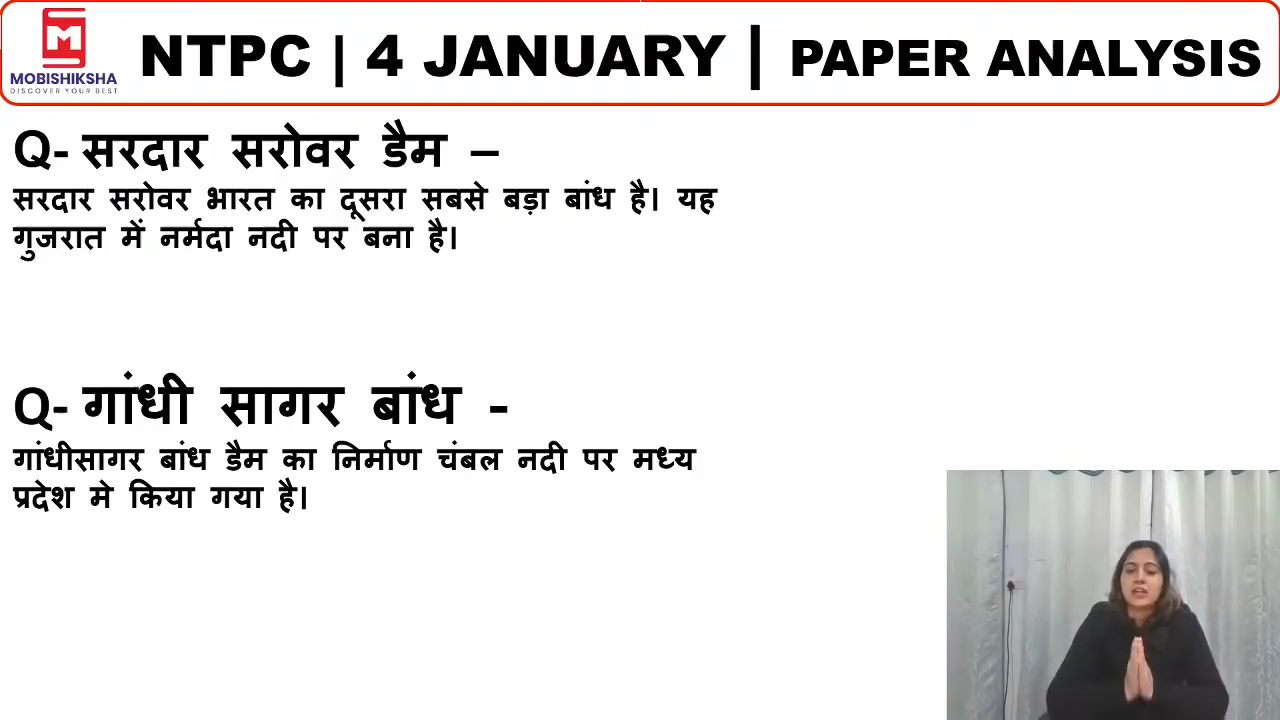 MOBISHIKSHA
DISCOVER YOUR BEST
NTPC | 4 JANUARY | PAPER ANALYSIS
Q- सरदार सरोवर डैम –
सरदार सरोवर भारत का दूसरा सबसे बड़ा बांध है। यह
गुजरात में नर्मदा नदी पर बना है।
Q- गांधी सागर बांध -
गांधीसागर बांध डैम का निर्माण चंबल नदी पर मध्य
प्रदेश मे किया गया है।